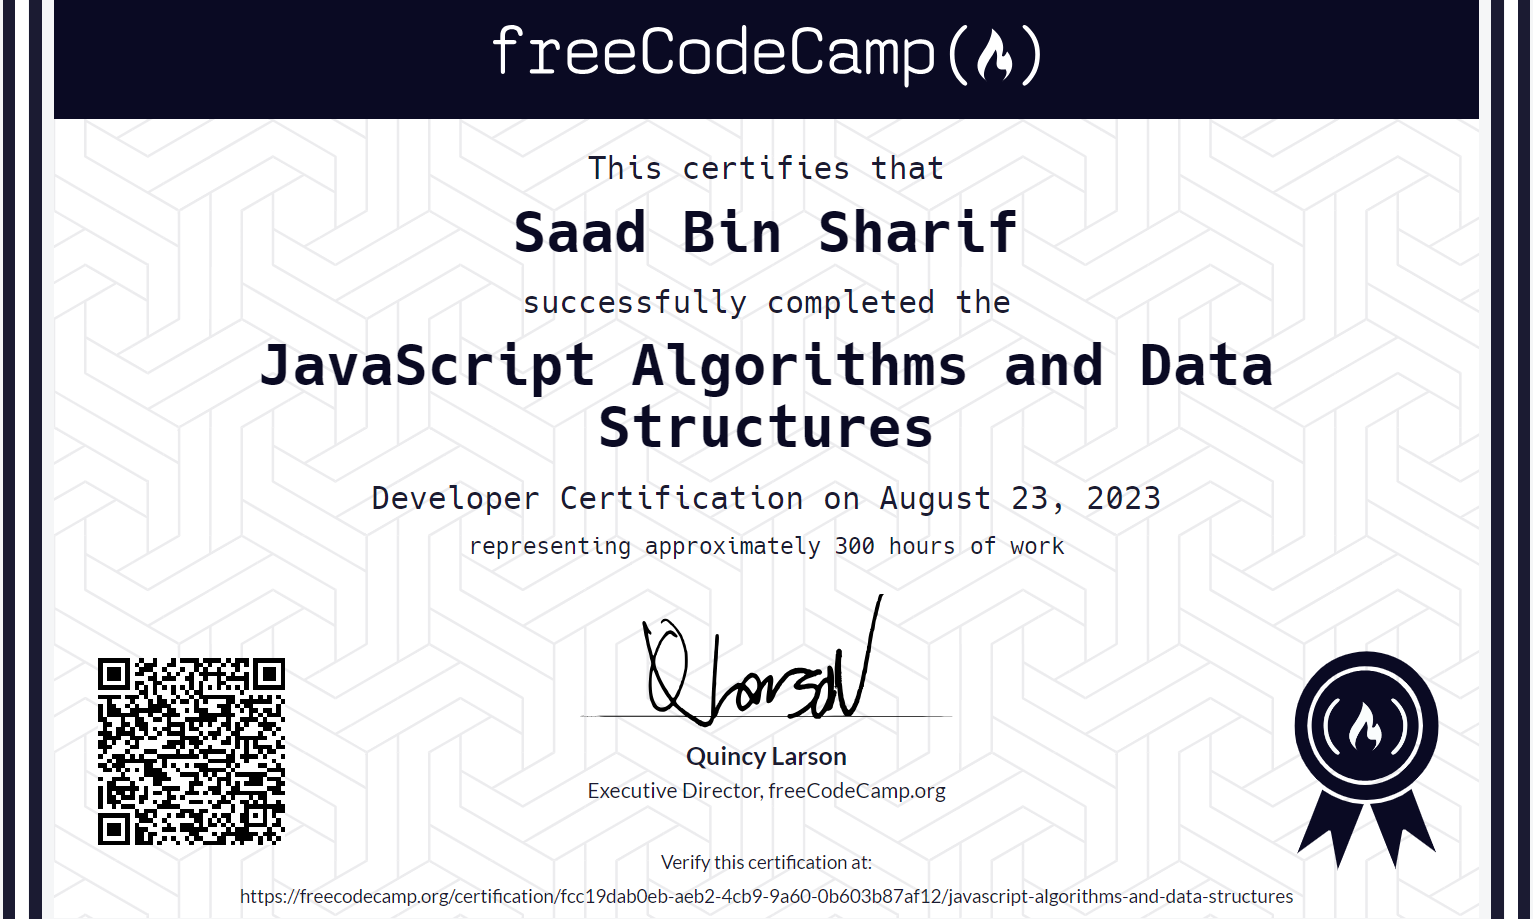 freeCodeCamp
This certifies that
Saad Bin Sharif
successfully completed the
JavaScript Algorithms and Data
Structures
Developer Certification on August 23, 2023
representing approximately 300 hours of work
Quincy Larson
Executive Director, freeCodeCamp.org
Verify this certification at:
https://freecodecamp.org/certification/fcc19dab0eb-aeb2-4cb9-9a60-0b603b87af12/javascript-algorithms-and-data-structures